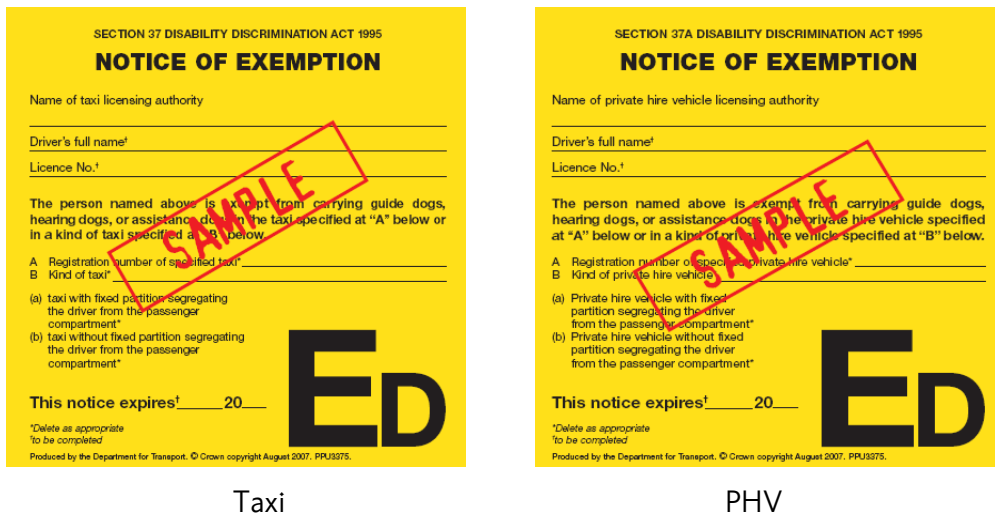 SECTION 37 DISABILITY DISCRIMINATION ACT 1995
NOTICE OF EXEMPTION
Name of taxi licensing authority
Driver's full name†
Licence No.†
The person named above is exempt from carrying guide dogs,
hearing dogs, or assistance dogs in the taxi specified at “A” below or
in a kind of taxi specified at “B” below.
A Registration number of specified taxi*
B Kind of taxi*
(a) taxi with fixed partition segregating
the driver from the passenger
compartment*
(b) taxi without fixed partition segregating
the driver from the passenger
compartment*
This notice expires†______20___
*Delete as appropriate
†to be completed
Produced by the Department for Transport. © Crown copyright August 2007. PPU3375.
ED
SAMPLE
Taxi
SECTION 37A DISABILITY DISCRIMINATION ACT 1995
NOTICE OF EXEMPTION
Name of private hire vehicle licensing authority
Driver's full name†
Licence No.†
The person named above is exempt from carrying guide dogs,
hearing dogs, or assistance dogs in the private hire vehicle specified
at “A” below or in a kind of private hire vehicle specified at “B” below.
A Registration number of specified private hire vehicle*
B Kind of private hire vehicle
(a) Private hire vehicle with fixed
partition segregating the driver
from the passenger compartment*
(b) Private hire vehicle without fixed
partition segregating the driver
from the passenger compartment*
This notice expires†______20___
*Delete as appropriate
†to be completed
Produced by the Department for Transport. © Crown copyright August 2007. PPU3375.
ED
SAMPLE
PHV